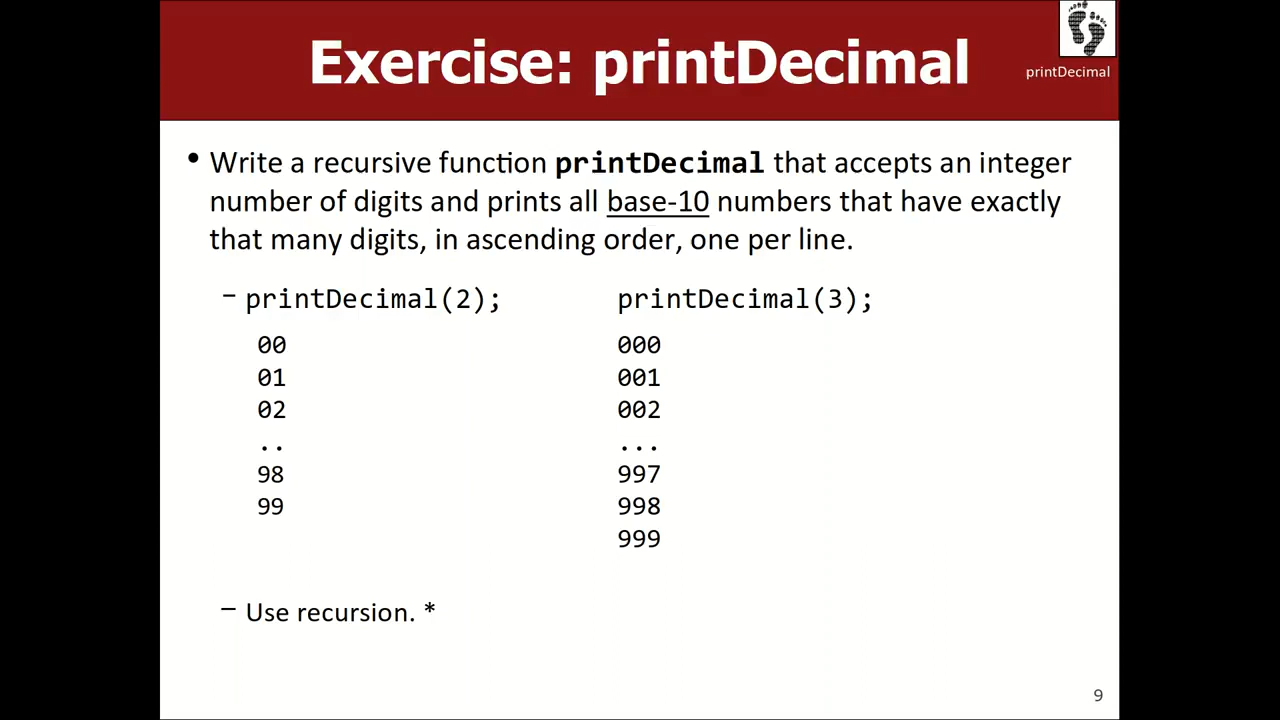 Exercise: printDecimal
printDecimal
• Write a recursive function printDecimal that accepts an integer
number of digits and prints all base-10 numbers that have exactly
that many digits, in ascending order, one per line.
– printDecimal(2);
00
01
02
..
98
99
printDecimal(3);
000
001
002
...
997
998
999
– Use recursion. *
9